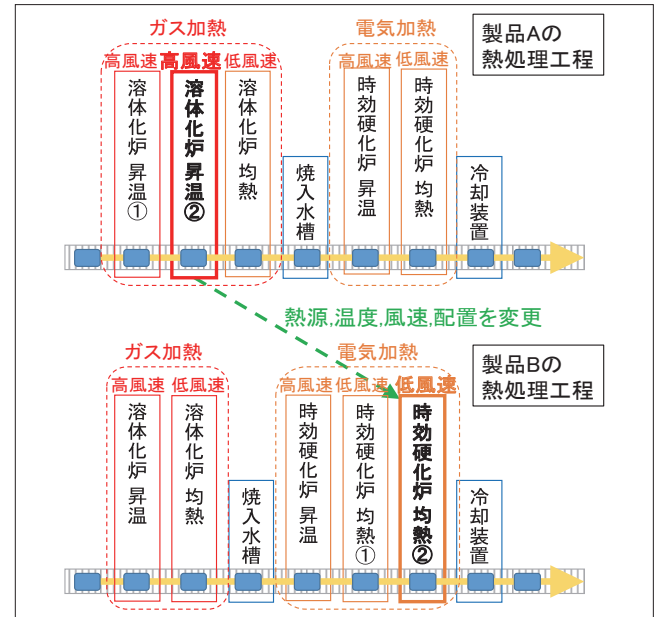 ガス加熱
電気加熱
製品Aの
熱処理工程
高風速
高風速
低風速
高風速
低風速
溶体化炉 昇温①
溶体化炉 昇温②
溶体化炉 均熱
焼入水槽
時効硬化炉 昇温
時効硬化炉 均熱
冷却装置
熱源,温度,風速,配置を変更
ガス加熱
電気加熱
製品Bの
熱処理工程
高風速
低風速
高風速
低風速
低風速
溶体化炉 昇温
溶体化炉 均熱
焼入水槽
時効硬化炉 昇温
時効硬化炉 均熱①
時効硬化炉 均熱②
冷却装置